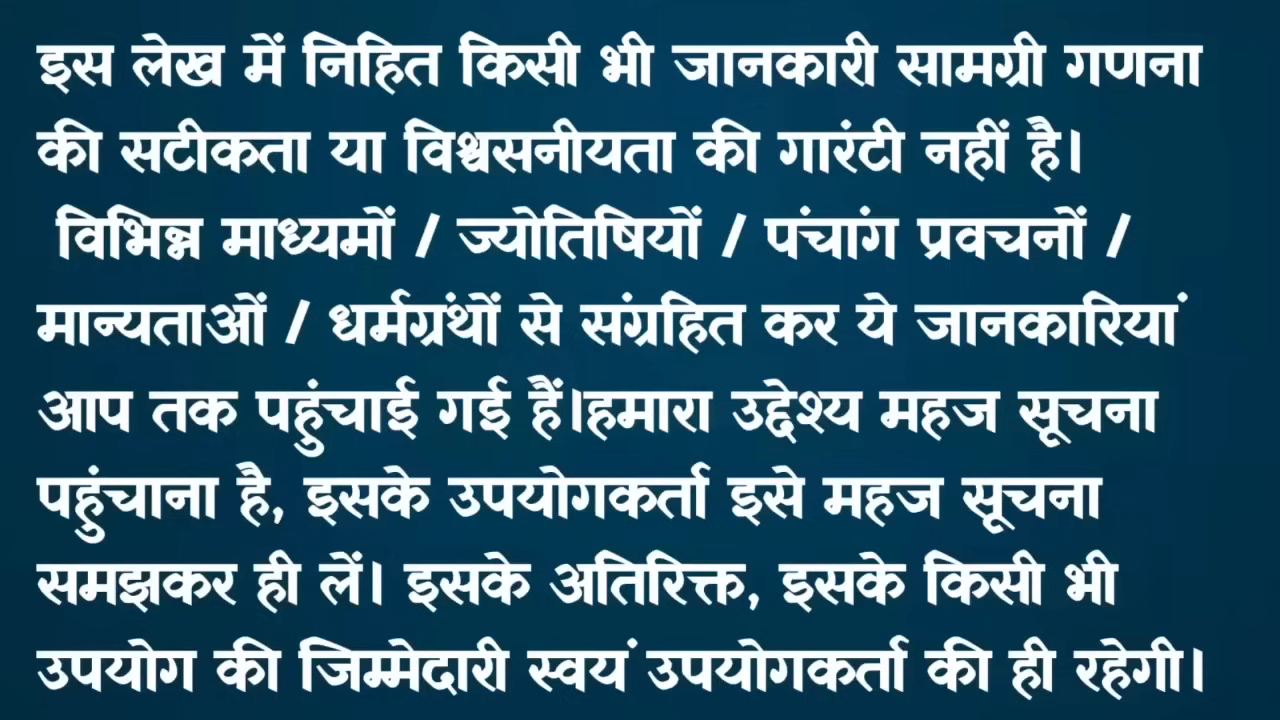 इस लेख में निहित किसी भी जानकारी सामग्री गणना
की सटीकता या विश्वसनीयता की गारंटी नहीं है।
विभिन्न माध्यमों / ज्योतिषियों / पंचांग प्रवचनों /
मान्यताओं / धर्मग्रंथों से संग्रहित कर ये जानकारियां
आप तक पहुंचाई गई हैं।हमारा उद्देश्य महज सूचना
पहुंचाना है, इसके उपयोगकर्ता इसे महज सूचना
समझकर ही लें। इसके अतिरिक्त, इसके किसी भी
उपयोग की जिम्मेदारी स्वयं उपयोगकर्ता की ही रहेगी।